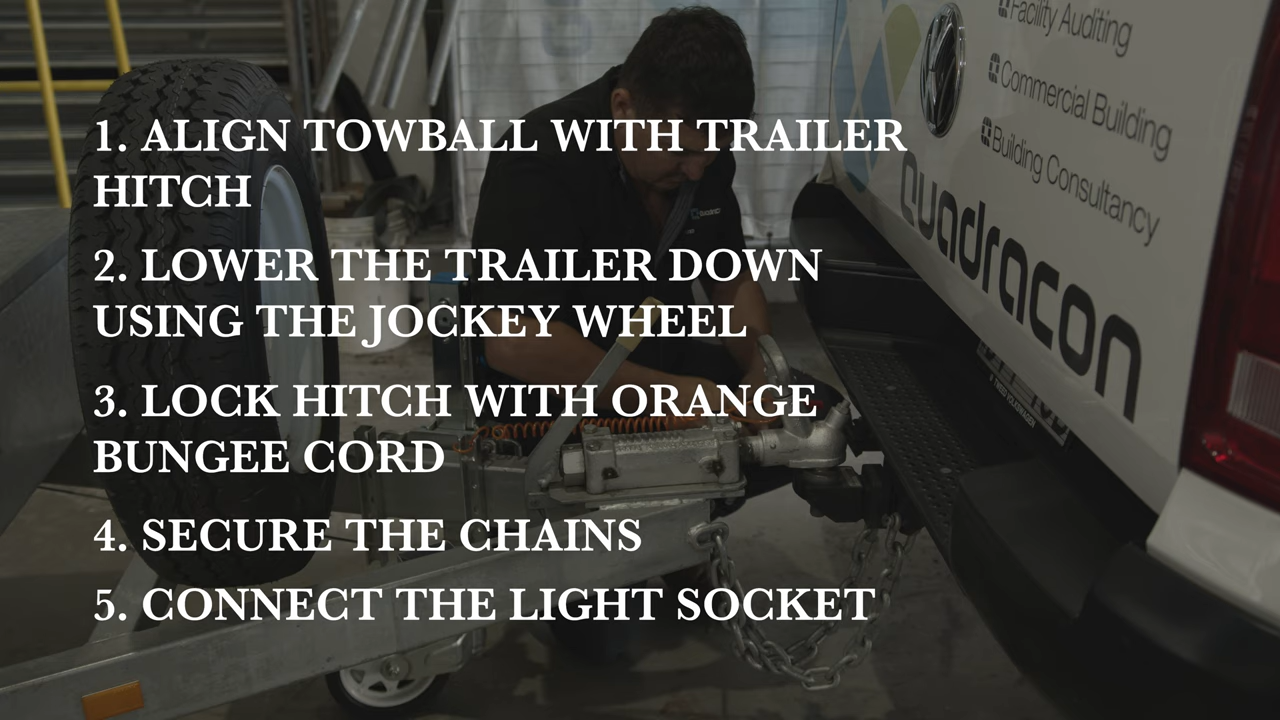 1. ALIGN TOWBALL WITH TRAILER
HITCH
2. LOWER THE TRAILER DOWN
USING THE JOCKEY WHEEL
3. LOCK HITCH WITH ORANGE
BUNGEE CORD
4. SECURE THE CHAINS
5. CONNECT THE LIGHT SOCKET
Facility Auditing
Commercial Building
Building Consultancy
Quadracon